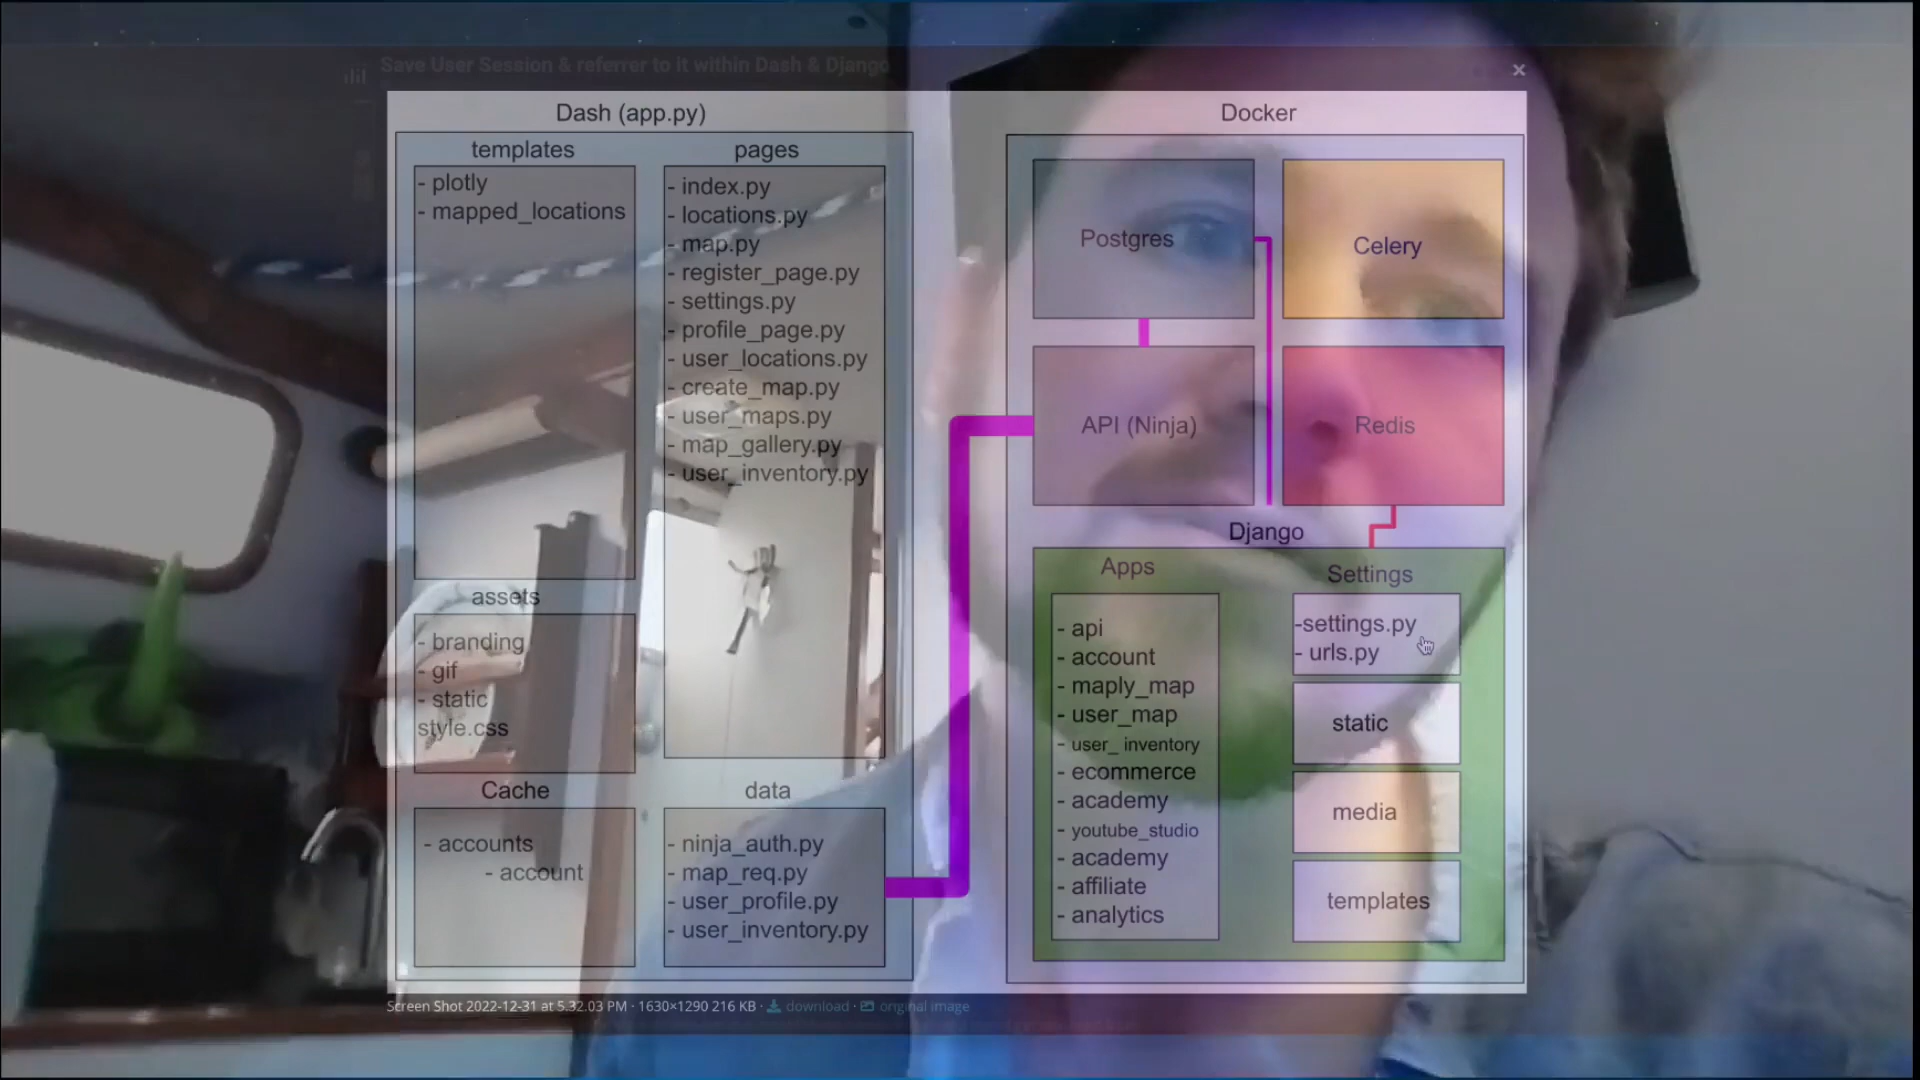 Save User Session & referrer to it within Dash & Django
×
Dash (app.py)
templates
- plotly
- mapped_locations
pages
- index.py
- locations.py
- map.py
- register_page.py
- settings.py
- profile_page.py
- user_locations.py
- create_map.py
- user_maps.py
- map_gallery.py
- user_inventory.py
assets
- branding
- gif
- static
style.css
Cache
- accounts
- account
data
- ninja_auth.py
- map_req.py
- user_profile.py
- user_inventory.py
Docker
Postgres
Celery
API (Ninja)
Redis
Django
Apps
- api
- account
- maply_map
- user_map
- user_ inventory
- ecommerce
- academy
- youtube_studio
- academy
- affiliate
- analytics
Settings
-settings.py
- urls.py
static
media
templates
Screen Shot 2022-12-31 at 5.32.03 PM · 1630×1290 216 KB · download · original image